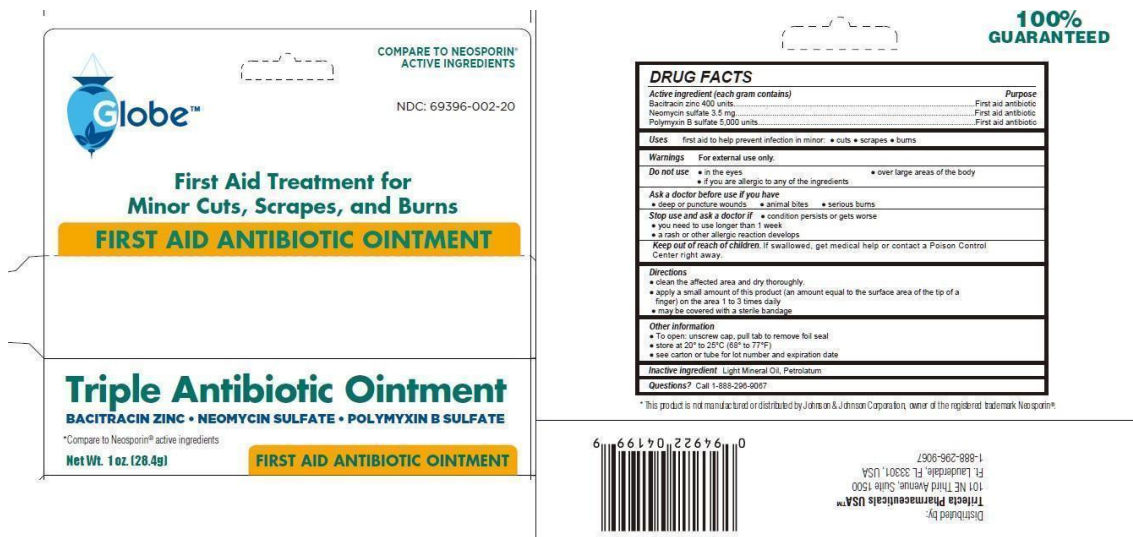 COMPARE TO NEOSPORIN®
ACTIVE INGREDIENTS
Globe™
NDC: 69396-002-20
First Aid Treatment for
Minor Cuts, Scrapes, and Burns
FIRST AID ANTIBIOTIC OINTMENT
Triple Antibiotic Ointment
BACITRACIN ZINC • NEOMYCIN SULFATE • POLYMYXIN B SULFATE
*Compare to Neosporin® active ingredients
Net Wt. 1 oz. (28.4g)
FIRST AID ANTIBIOTIC OINTMENT
100%
GUARANTEED
DRUG FACTS
Active ingredient (each gram contains) Purpose
Bacitracin zinc 400 units...First aid antibiotic
Neomycin sulfate 3.5 mg...First aid antibiotic
Polymyxin B sulfate 5,000 units...First aid antibiotic
Uses first aid to help prevent infection in minor: • cuts • scrapes • burns
Warnings For external use only.
Do not use • in the eyes • over large areas of the body
• if you are allergic to any of the ingredients
Ask a doctor before use if you have
• deep or puncture wounds • animal bites • serious burns
Stop use and ask a doctor if • condition persists or gets worse
• you need to use longer than 1 week
• a rash or other allergic reaction develops
Keep out of reach of children. If swallowed, get medical help or contact a Poison Control
Center right away.
Directions
• clean the affected area and dry thoroughly.
• apply a small amount of this product (an amount equal to the surface area of the tip of a
finger) on the area 1 to 3 times daily
• may be covered with a sterile bandage
Other information
• To open: unscrew cap, pull tab to remove foil seal
• store at 20° to 25°C (68° to 77°F)
• see carton or tube for lot number and expiration date
Inactive ingredient Light Mineral Oil, Petrolatum
Questions? Call 1-888-296-9067
* This product is not manufactured or distributed by Johnson & Johnson Corporation, owner of the registered trademark Neosporin®.
Distributed by:
Trifecta Pharmaceuticals USA™
101 NE Third Avenue, Suite 1500
Ft. Lauderdale, FL 33301, USA
1-888-296-9067
0 94922 04199 9